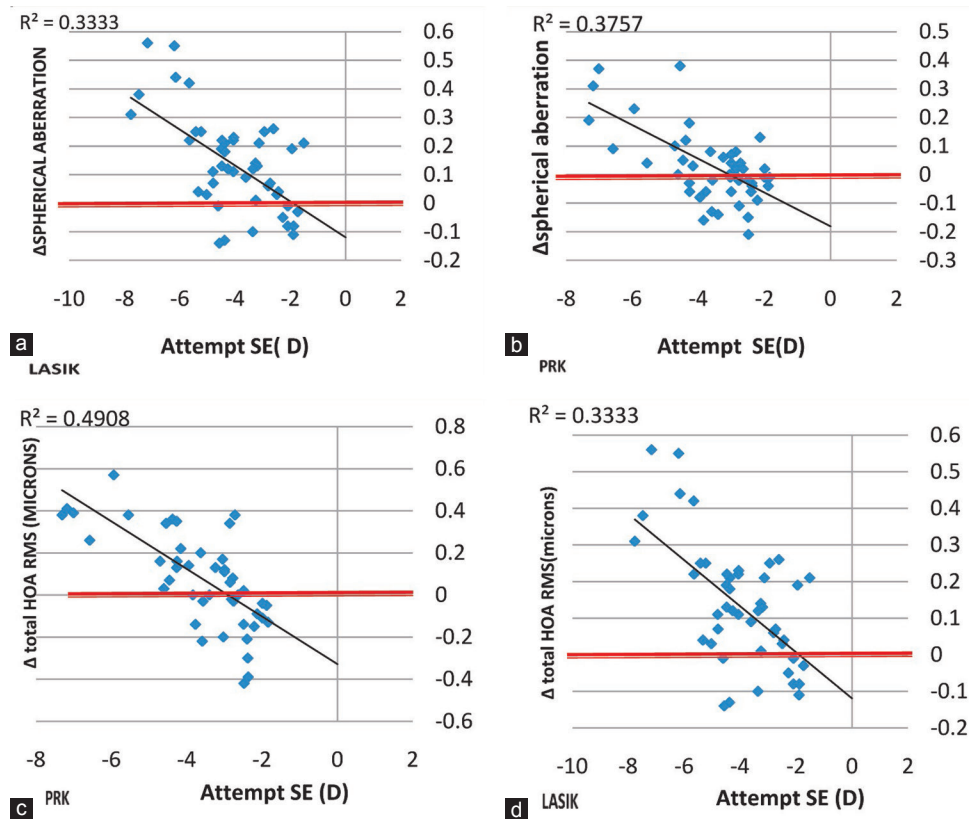 R² = 0.3333
ΔSPHERICAL ABERRATION
0.6
0.5
0.4
0.3
0.2
0.1
0
-0.1
-0.2
-10 -8 -6 -4 -2 0 2
Attempt SE( D)
a
LASIK
R² = 0.3757
Δspherical aberration
0.5
0.4
0.3
0.2
0.1
0
-0.1
-0.2
-0.3
-8 -6 -4 -2 0 2
Attempt SE(D)
b
PRK
R² = 0.4908
Δ total HOA RMS (MICRONS)
0.8
0.6
0.4
0.2
0
-0.2
-0.4
-0.6
-8 -6 -4 -2 0 2
Attempt SE (D)
c
PRK
R² = 0.3333
Δ total HOA RMS(microns)
0.6
0.5
0.4
0.3
0.2
0.1
0
-0.1
-0.2
-10 -8 -6 -4 -2 0 2
Attempt SE (D)
d
LASIK